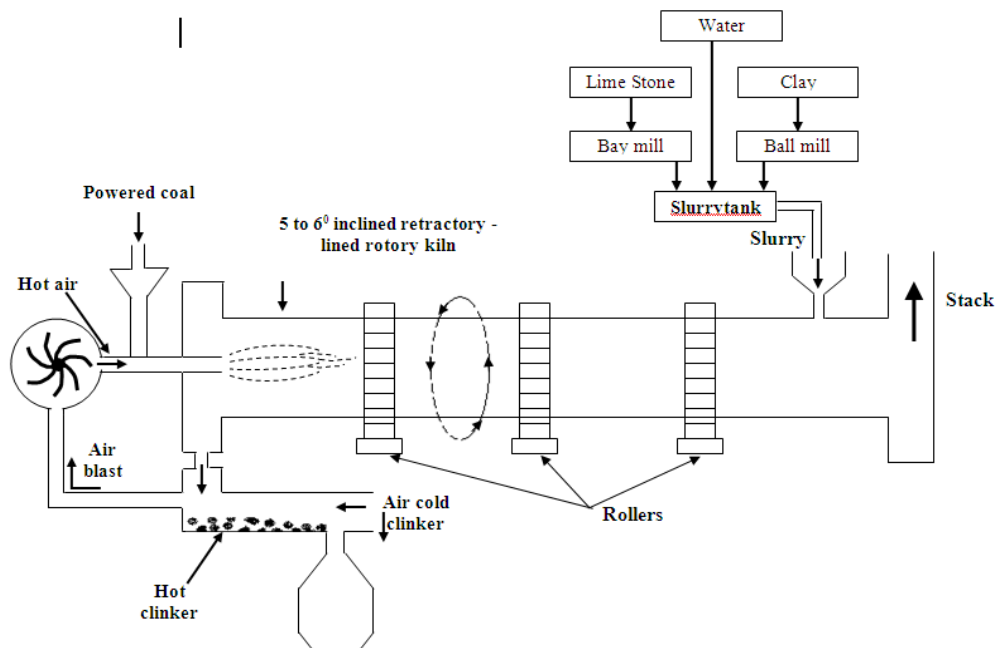 Water
Lime Stone
Clay
Bay mill
Ball mill
Slurrytank
Powered coal
5 to 6⁰ inclined retractory -
lined rotory kiln
Slurry
Hot air
Stack
Air
blast
Air cold
clinker
Rollers
Hot
clinker